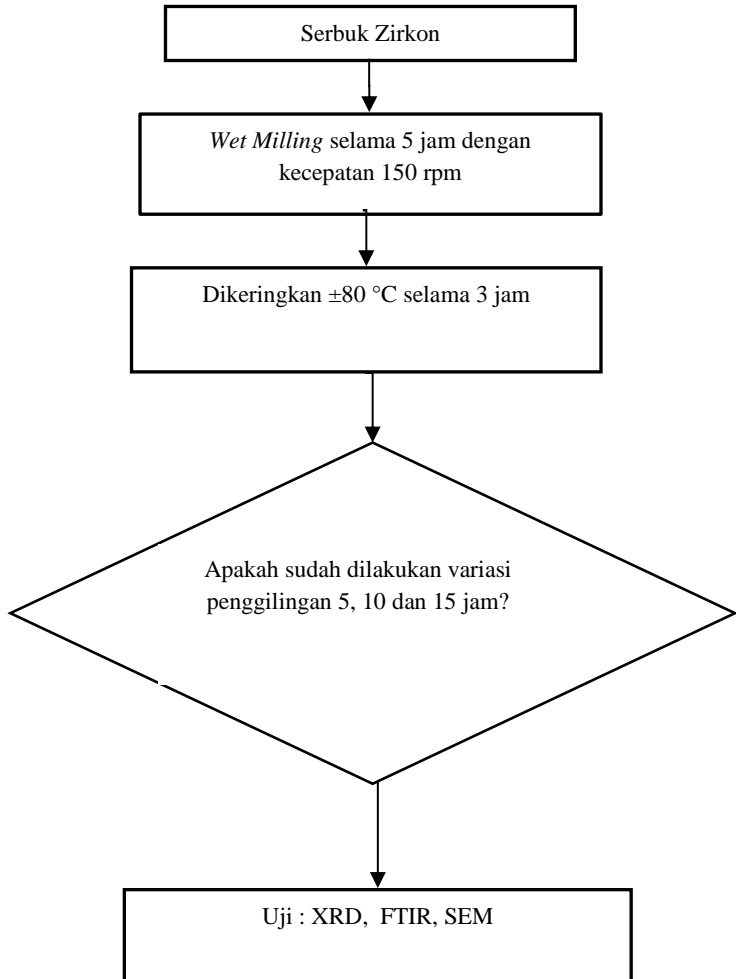 Serbuk Zirkon
Wet Milling selama 5 jam dengan
kecepatan 150 rpm
Dikeringkan ±80 °C selama 3 jam
Apakah sudah dilakukan variasi
penggilingan 5, 10 dan 15 jam?
Uji : XRD, FTIR, SEM